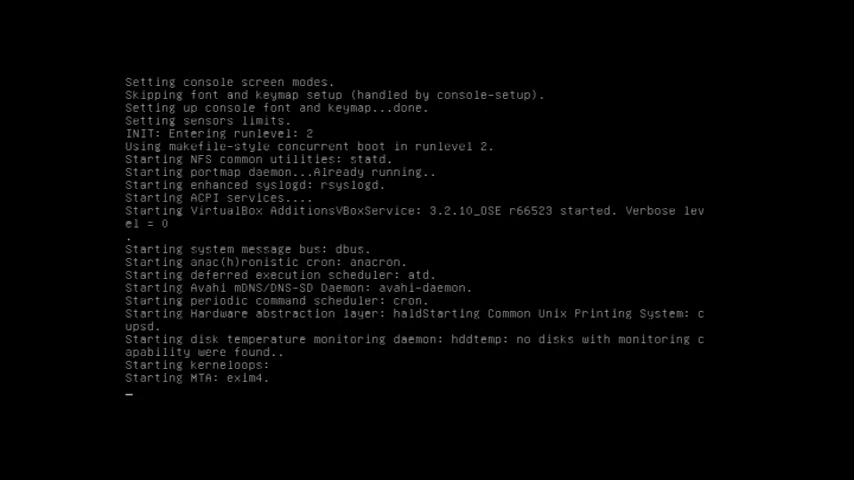 Setting console screen modes.
Skipping font and keymap setup (handled by console-setup).
Setting up console font and keymap...done.
Setting sensors limits.
INIT: Entering runlevel: 2
Using makefile-style concurrent boot in runlevel 2.
Starting NFS common utilities: statd.
Starting portmap daemon...Already running..
Starting enhanced syslogd: rsyslogd.
Starting ACPI services....
Starting VirtualBox AdditionsVBoxService: 3.2.10_OSE r66523 started. Verbose lev
el = 0
.
Starting system message bus: dbus.
Starting anac(h)ronistic cron: anacron.
Starting deferred execution scheduler: atd.
Starting Avahi mDNS/DNS-SD Daemon: avahi-daemon.
Starting periodic command scheduler: cron.
Starting Hardware abstraction layer: haldStarting Common Unix Printing System: c
upsd.
Starting disk temperature monitoring daemon: hddtemp: no disks with monitoring c
apability were found..
Starting kerneloops:
Starting MTA: exim4.